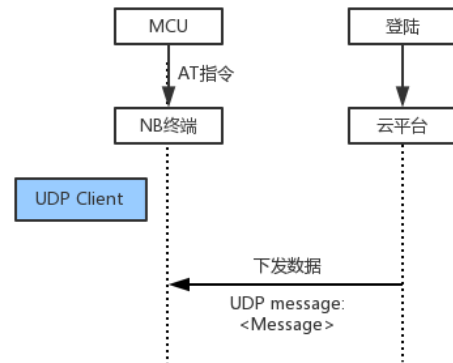 MCU
登陆
AT指令
NB终端
云平台
UDP Client
下发数据
UDP message:
<Message>